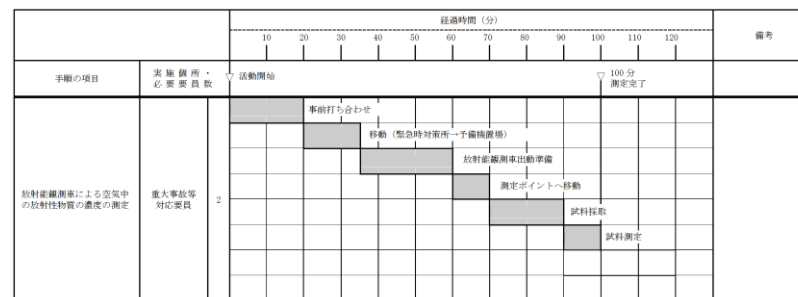 経過時間(分)
備考
10 20 30 40 50 60 70 80 90 100 110 120
手順の項目
実施個所・
必要要員数
▽ 活動開始
▽ 100分
測定完了
事前打ち合わせ
移動(緊急時対策所→予備機置場)
放射能観測車出動準備
測定ポイントへ移動
試料採取
試料測定
放射能観測車による空気中
の放射性物質の濃度の測定
重大事故等
対応要員
2